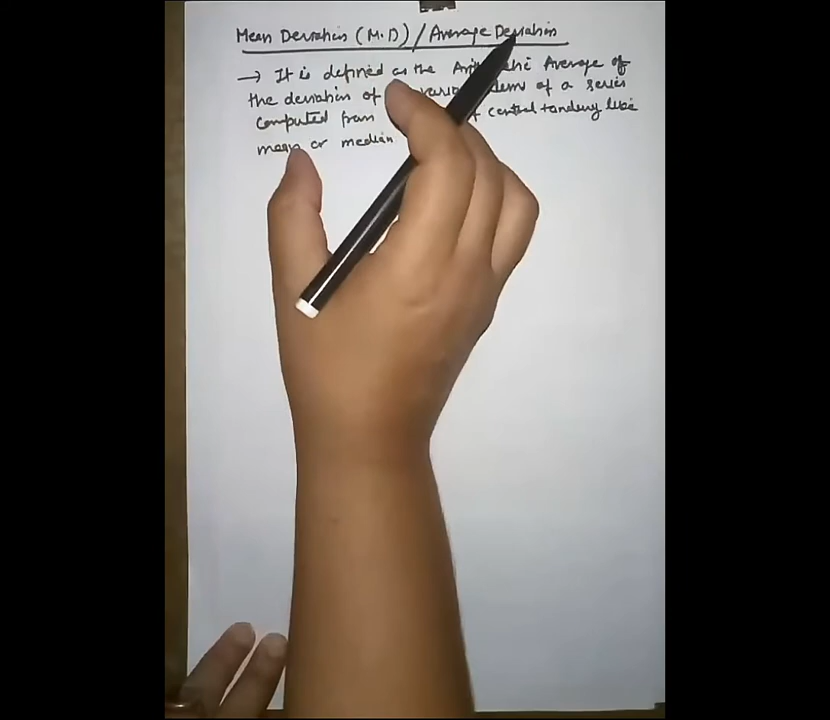 Mean Deviation (M.D) / Average Deviation
→ It is defined as the Average of
the deviation of of a series
computed from central tandency like
mean or median